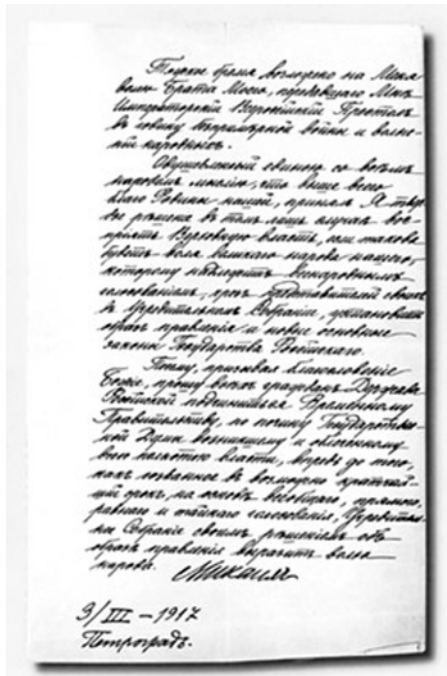 Тяжкое бремя возложено на Меня
волею Брата Моего, передавшаго Мнѣ
Императорскій Всероссійскій Престолъ
въ годину безпримѣрной войны и волне-
ній народныхъ.
Одушевленный единою со всѣмъ
народомъ мыслію, что выше всего
благо Родины нашей, принялъ Я твер-
дое рѣшеніе въ томъ лишь случаѣ вос-
пріять Верховную власть, если такова
будетъ воля великаго народа нашего,
которому надлежитъ всенароднымъ
голосованіемъ, чрезъ представителей своихъ
въ Учредительномъ Собраніи, установить
образъ правленія и новые основные
законы Государства Россійскаго.
Посему, призывая благословеніе
Божіе, прошу всѣхъ гражданъ Державы
Россійской подчиниться Временному
Правительству, по почину Государствен-
ной Думы возникшему и облеченному
всею полнотою власти, впредь до того,
какъ созванное въ возможно кратчай-
шій срокъ, на основѣ всеобщаго, прямого,
равнаго и тайнаго голосованія, Учредитель-
ное Собраніе своимъ рѣшеніемъ объ
образѣ правленія выразитъ волю
народа.
Михаилъ
3/III – 1917
Петроградъ.